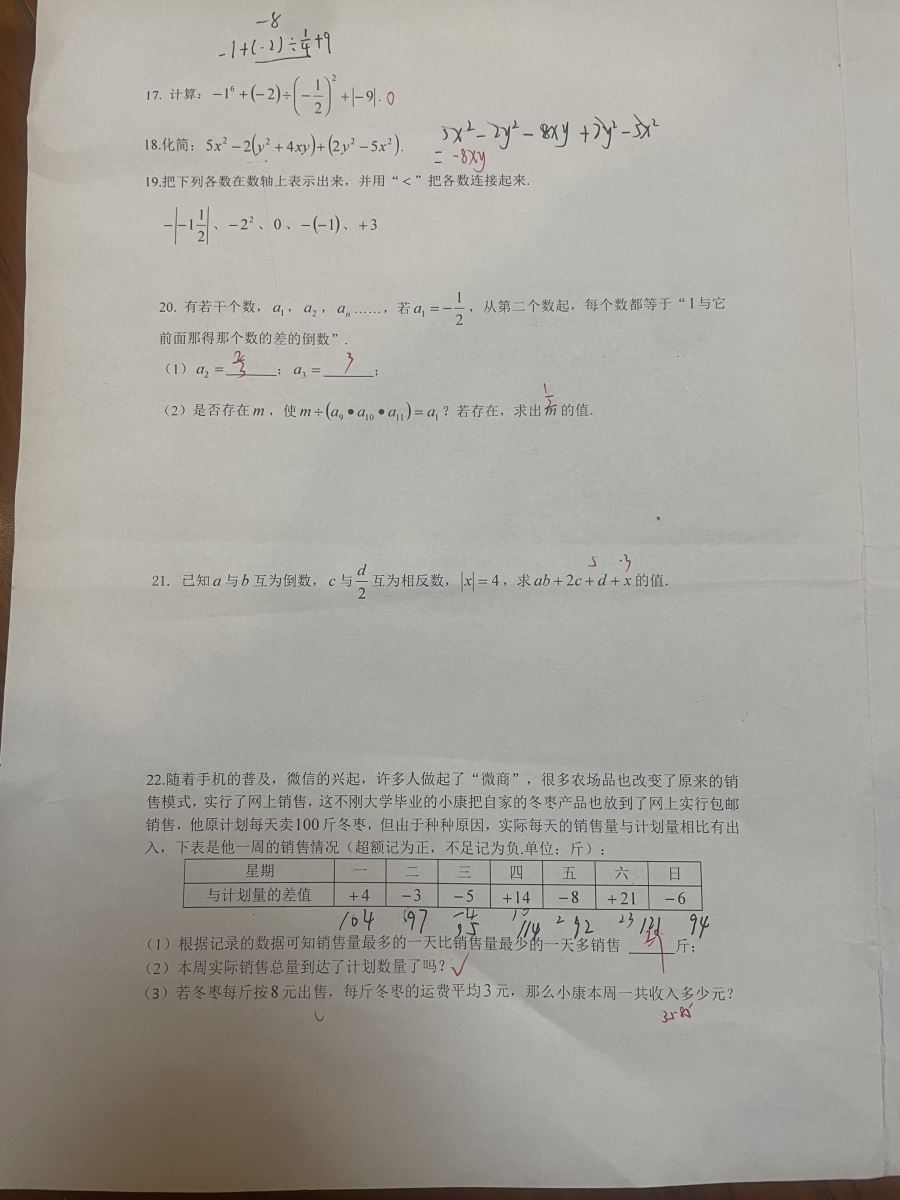 -8
-1+(-2)÷1/4+9
17. 计算：-1⁶+(-2)÷(-1/2)²+|-9|. 0
18.化简：5x²-2(y²+4xy)+(2y²-5x²). 5x²-2y²-8xy+2y²-5x²
=-8xy
19.把下列各数在数轴上表示出来，并用“<”把各数连接起来.
-|-1 1/2|、-2²、0、-(-1)、+3
20. 有若干个数，a₁，a₂，aₙ……，若a₁=-1/2，从第二个数起，每个数都等于“1与它
前面那得那个数的差的倒数”.
（1）a₂=2/3；a₃=3；
（2）是否存在m，使m÷(a₉•a₁₀•a₁₁)=a₁？若存在，求出m的值. 1/2
5 -3
21. 已知a与b互为倒数，c与d/2互为相反数，|x|=4，求ab+2c+d+x的值.
22.随着手机的普及，微信的兴起，许多人做起了“微商”，很多农场品也改变了原来的销
售模式，实行了网上销售，这不刚大学毕业的小康把自家的冬枣产品也放到了网上实行包邮
销售，他原计划每天卖100斤冬枣，但由于种种原因，实际每天的销售量与计划量相比有出
入，下表是他一周的销售情况（超额记为正，不足记为负.单位：斤）：
星期 一 二 三 四 五 六 日
与计划量的差值 +4 -3 -5 +14 -8 +21 -6
104 97 -4 95 10 114 2 92 23 121 94
（1）根据记录的数据可知销售量最多的一天比销售量最少的一天多销售 29 斤；
（2）本周实际销售总量到达了计划数量了吗？✓
（3）若冬枣每斤按8元出售，每斤冬枣的运费平均3元，那么小康本周一共收入多少元？
3585